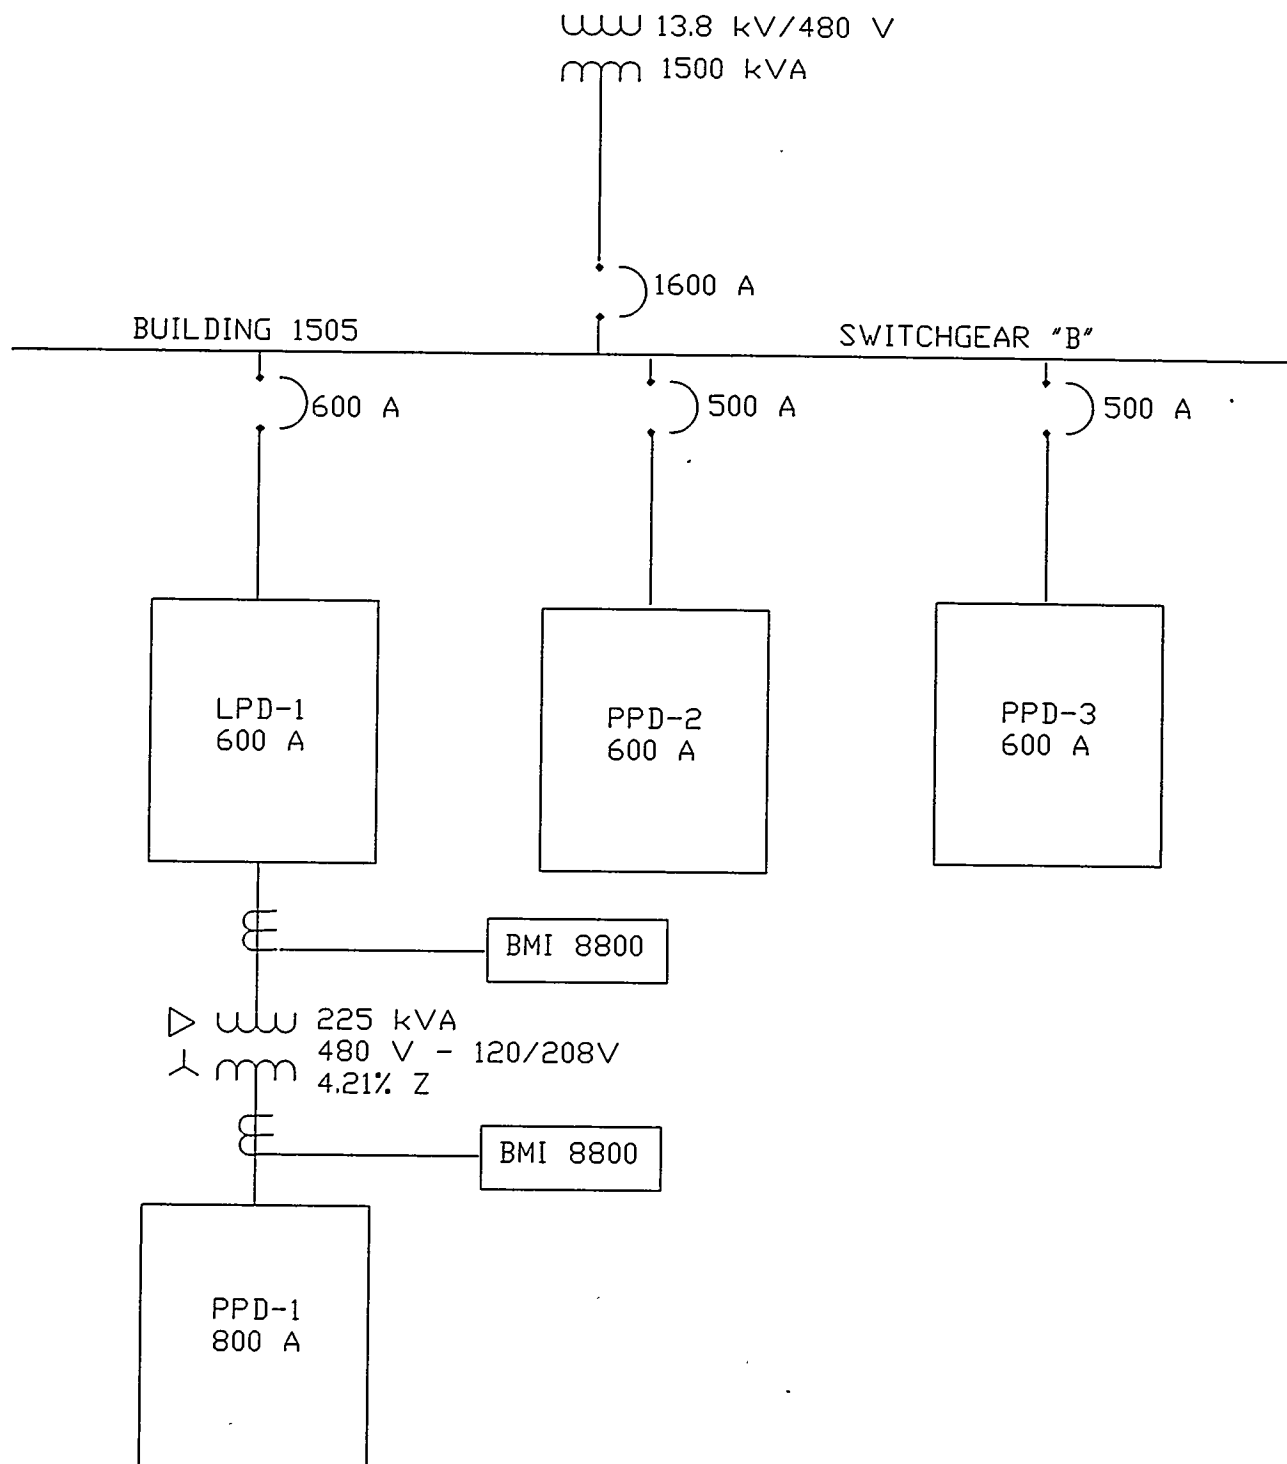 13.8 kV/480 V
1500 kVA
1600 A
BUILDING 1505
SWITCHGEAR "B"
600 A
500 A
500 A
LPD-1
600 A
PPD-2
600 A
PPD-3
600 A
BMI 8800
225 kVA
480 V - 120/208V
4.21% Z
BMI 8800
PPD-1
800 A